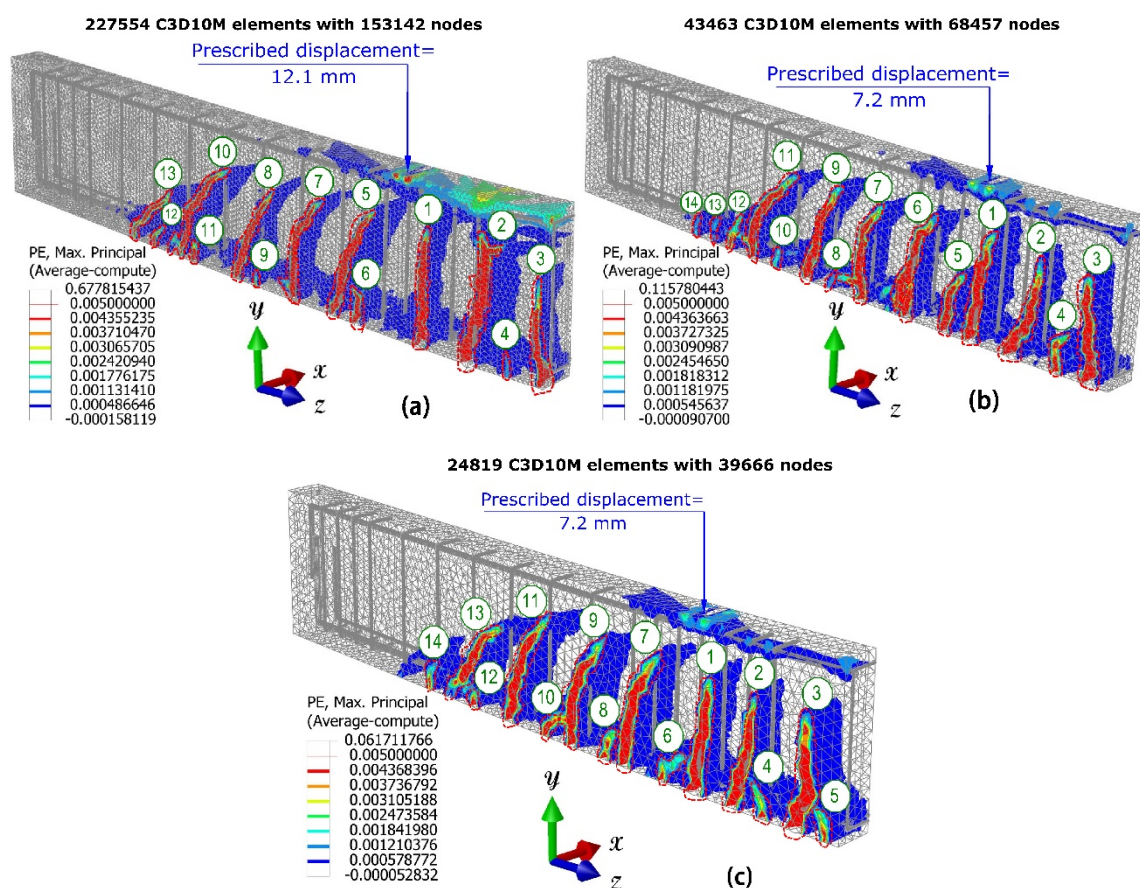 227554 C3D10M elements with 153142 nodes
Prescribed displacement=
12.1 mm
10
8
13
7
5
1
2
12
11
3
9
6
4
PE, Max. Principal
(Average-compute)
0.677815437
0.005000000
0.004355235
0.003710470
0.003065705
0.002420940
0.001776175
0.001131410
0.000486646
-0.000158119
y
x
z
(a)
43463 C3D10M elements with 68457 nodes
Prescribed displacement=
7.2 mm
11
9
7
6
1
14
13
12
2
10
5
3
8
4
PE, Max. Principal
(Average-compute)
0.115780443
0.005000000
0.004363663
0.003727325
0.003090987
0.002454650
0.001818312
0.001181975
0.000545637
-0.000090700
y
x
z
(b)
24819 C3D10M elements with 39666 nodes
Prescribed displacement=
7.2 mm
11
13
9
7
14
1
2
12
3
10
8
6
4
5
PE, Max. Principal
(Average-compute)
0.061711766
0.005000000
0.004368396
0.003736792
0.003105188
0.002473584
0.001841980
0.001210376
0.000578772
-0.000052832
y
x
z
(c)